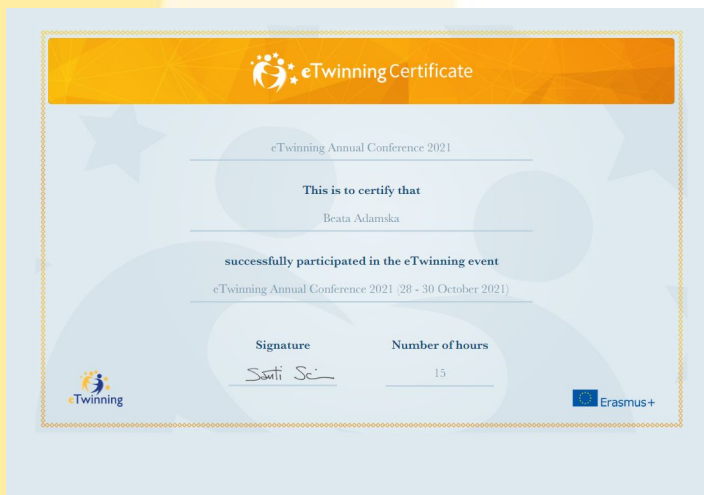 eTwinning Certificate
eTwinning Annual Conference 2021
This is to certify that
Beata Adamska
successfully participated in the eTwinning event
eTwinning Annual Conference 2021 (28 - 30 October 2021)
Signature Number of hours
15
eTwinning
Erasmus+